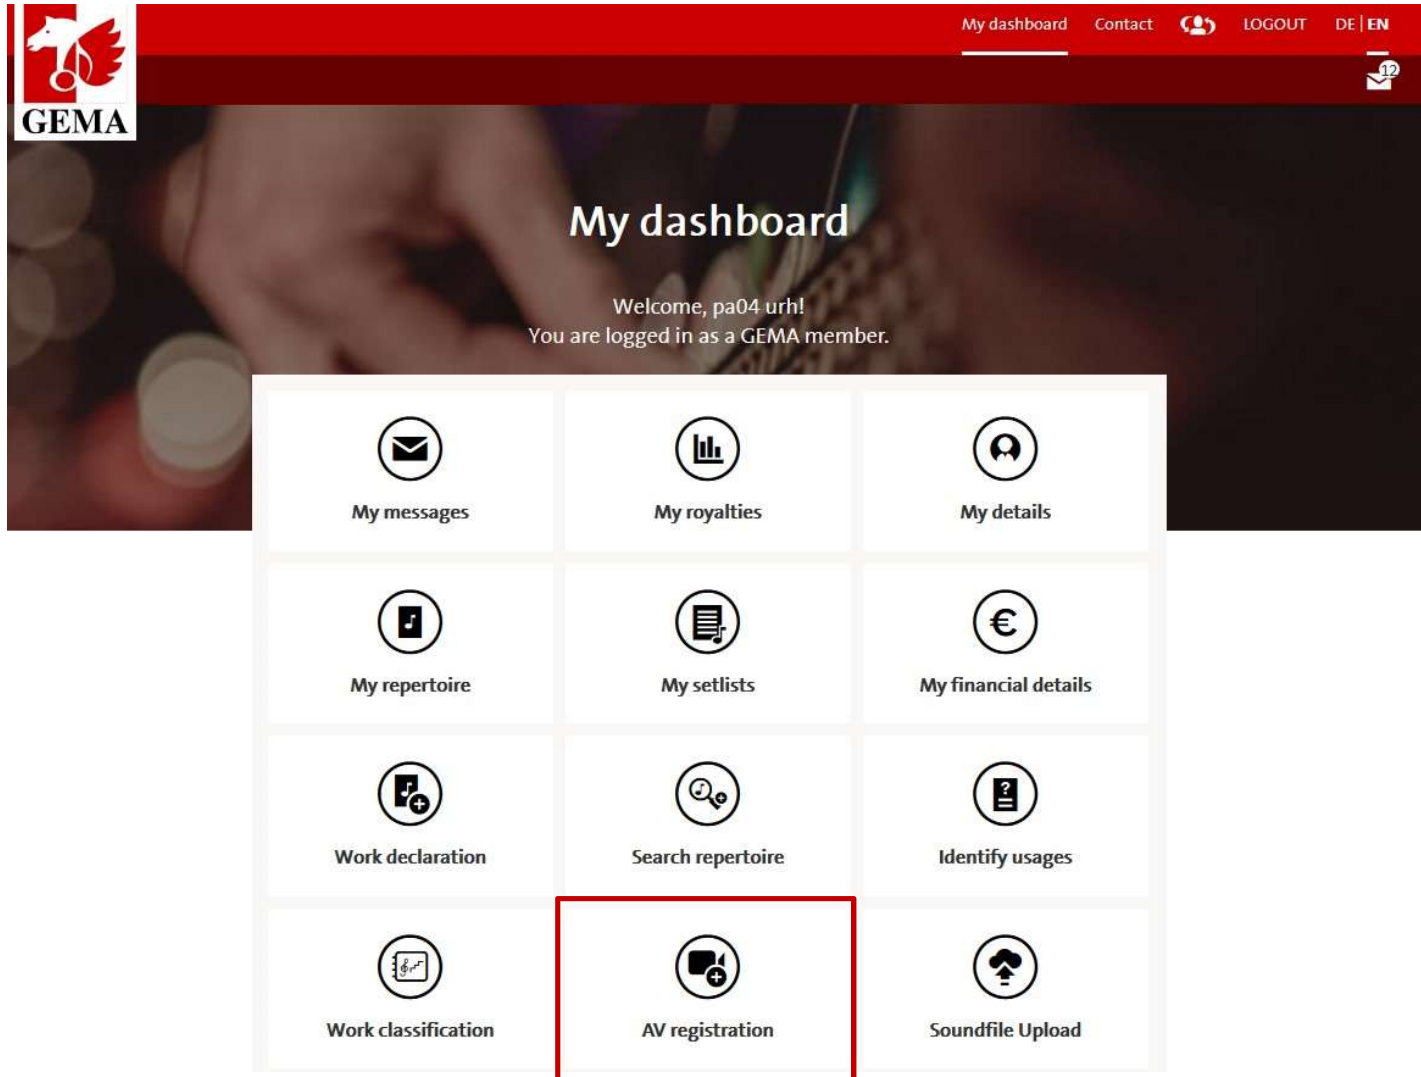 My dashboard Contact LOGOUT DE | EN
12
GEMA
My dashboard
Welcome, pa04 urh!
You are logged in as a GEMA member.
My messages
My royalties
My details
My repertoire
My setlists
My financial details
Work declaration
Search repertoire
Identify usages
Work classification
AV registration
Soundfile Upload